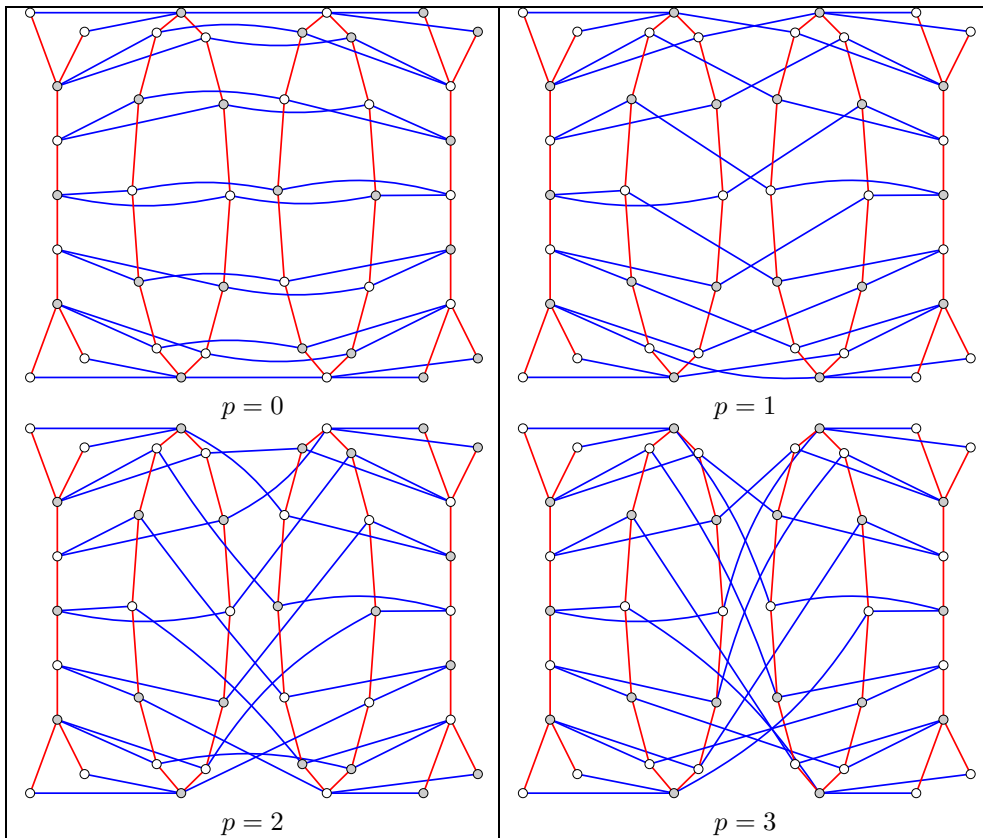 p = 0
p = 1
p = 2
p = 3